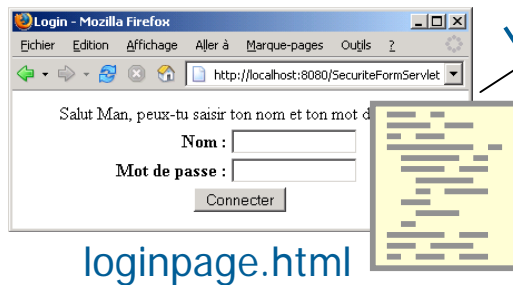 Login - Mozilla Firefox
Fichier Edition Affichage Aller à Marque-pages Outils ?
http://localhost:8080/SecuriteFormServlet
Salut Man, peux-tu saisir ton nom et ton mot d
Nom :
Mot de passe :
Connecter
loginpage.html